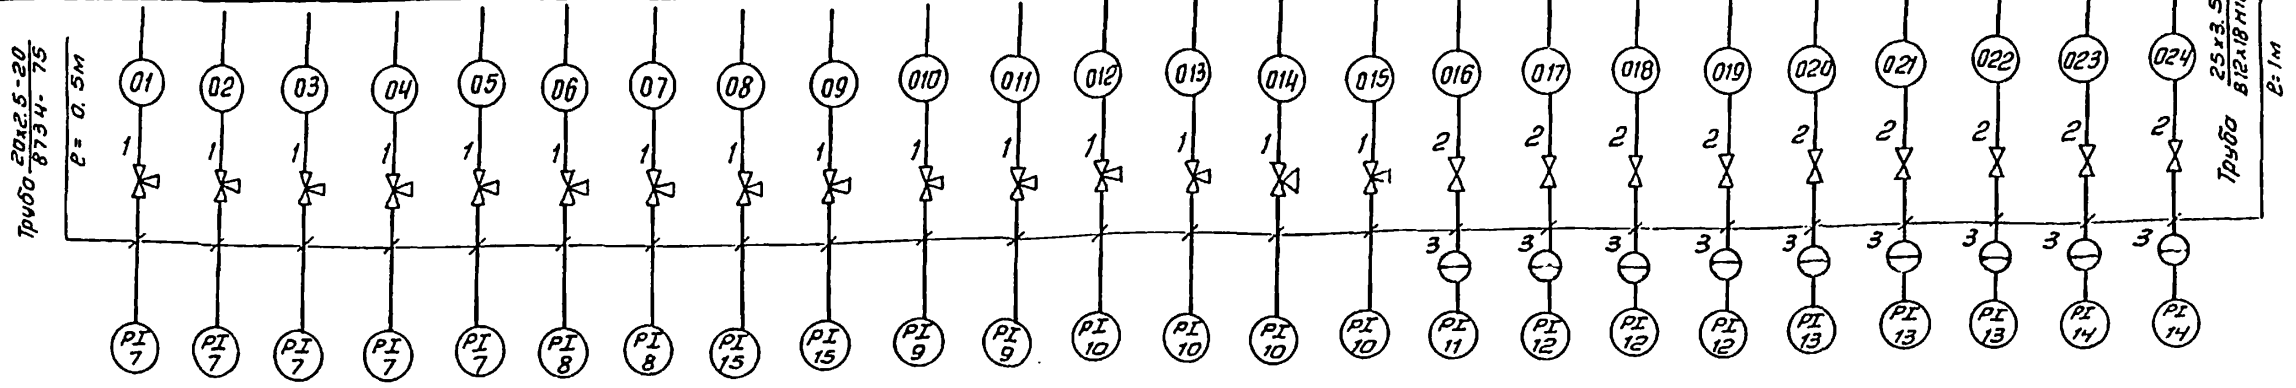 Труба 20x2.5-20
8734-75
ℓ= 0.5м
01 02 03 04 05 06 07 08 09 010 011 012 013 014 015 016 017 018 019 020 021 022 023 024
1 1 1 1 1 1 1 1 1 1 1 1 1 1 1 2 2 2 2 2 2 2 2 2
3 3 3 3 3 3 3 3 3
PI PI PI PI PI PI PI PI PI PI PI PI PI PI PI PI PI PI PI PI PI PI PI PI
7 7 7 7 7 8 8 15 15 9 9 10 10 10 10 11 12 12 12 13 13 13 14 14
Труба 25x3.5
ℓ=1м